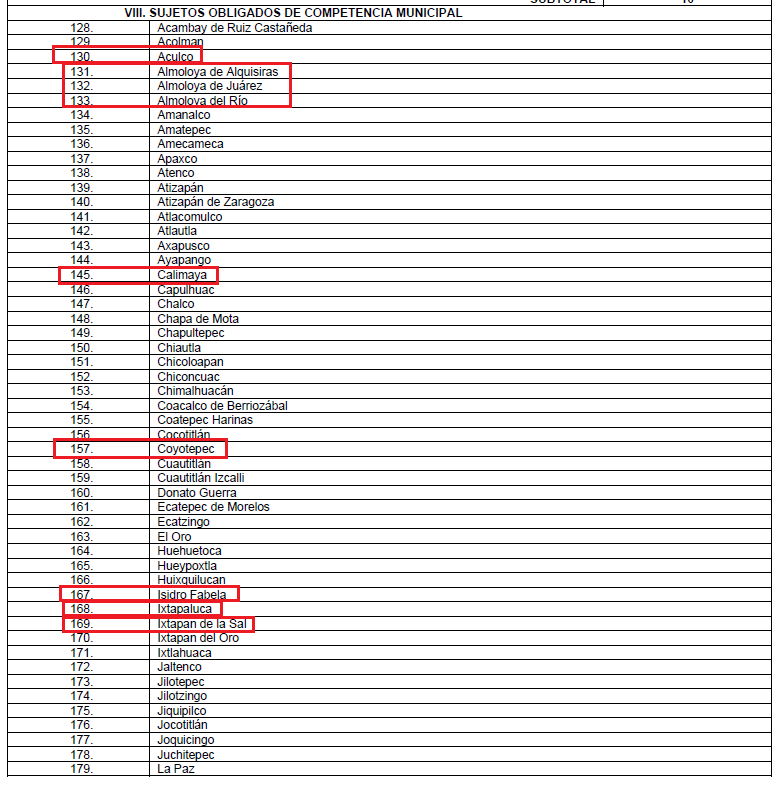 SUBTOTAL 10
VIII. SUJETOS OBLIGADOS DE COMPETENCIA MUNICIPAL
128. Acambay de Ruiz Castañeda
129. Acolman
130. Aculco
131. Almoloya de Alquisiras
132. Almoloya de Juárez
133. Almoloya del Río
134. Amanalco
135. Amatepec
136. Amecameca
137. Apaxco
138. Atenco
139. Atizapán
140. Atizapán de Zaragoza
141. Atlacomulco
142. Atlautla
143. Axapusco
144. Ayapango
145. Calimaya
146. Capulhuac
147. Chalco
148. Chapa de Mota
149. Chapultepec
150. Chiautla
151. Chicoloapan
152. Chiconcuac
153. Chimalhuacán
154. Coacalco de Berriozábal
155. Coatepec Harinas
156. Cocotitlán
157. Coyotepec
158. Cuautitlán
159. Cuautitlán Izcalli
160. Donato Guerra
161. Ecatepec de Morelos
162. Ecatzingo
163. El Oro
164. Huehuetoca
165. Hueypoxtla
166. Huixquilucan
167. Isidro Fabela
168. Ixtapaluca
169. Ixtapan de la Sal
170. Ixtapan del Oro
171. Ixtlahuaca
172. Jaltenco
173. Jilotepec
174. Jilotzingo
175. Jiquipilco
176. Jocotitlán
177. Joquicingo
178. Juchitepec
179. La Paz